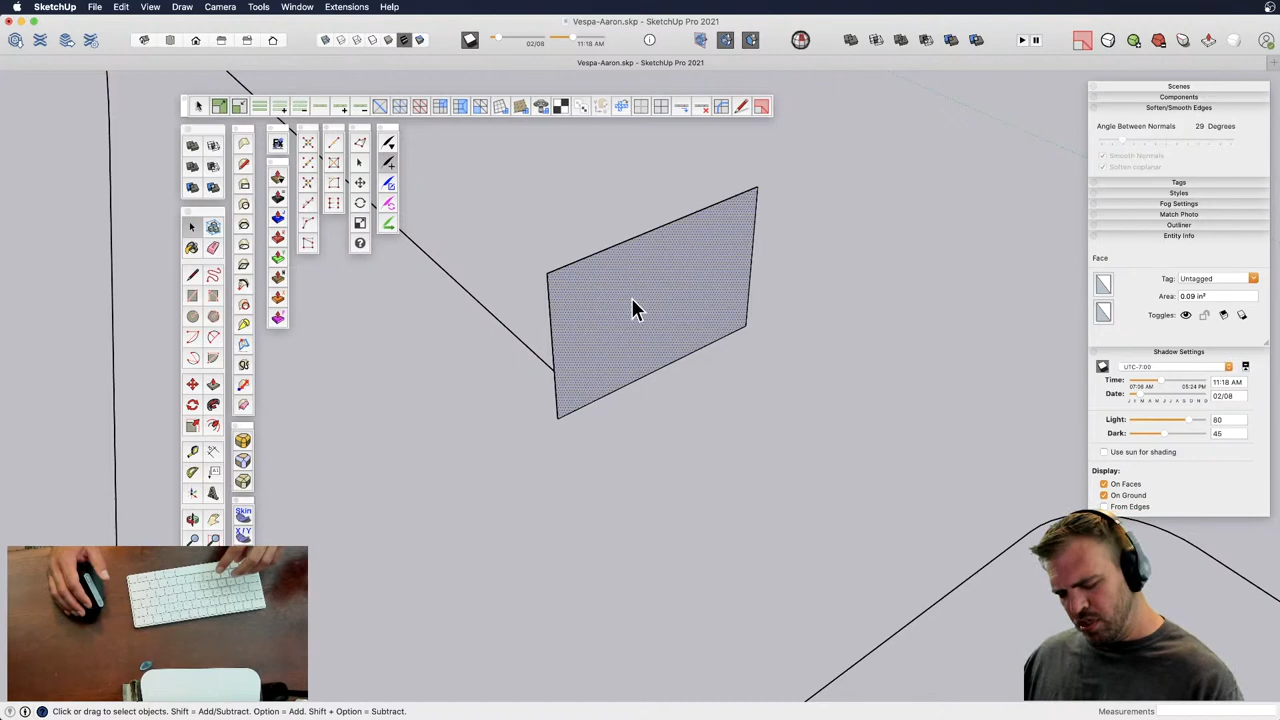 SketchUp File Edit View Draw Camera Tools Window Extensions Help
Vespa-Aaron.skp - SketchUp Pro 2021
02/08 11:18 AM
Vespa-Aaron.skp - SketchUp Pro 2021
Scenes
Components
Soften/Smooth Edges
Angle Between Normals 29 Degrees
Smooth Normals
Soften coplanar
Tags
Styles
Fog Settings
Match Photo
Outliner
Entity Info
Face
Tag: Untagged
Area: 0.09 in²
Toggles:
Shadow Settings
UTC-7:00
Time: 11:18 AM
07:06 AM 05:24 PM
Date: 02/08
J F M A M J J A S O N D
Light: 80
Dark: 45
Use sun for shading
Display:
On Faces
On Ground
From Edges
Skin
X/Y
Click or drag to select objects. Shift = Add/Subtract. Option = Add. Shift + Option = Subtract.
Measurements